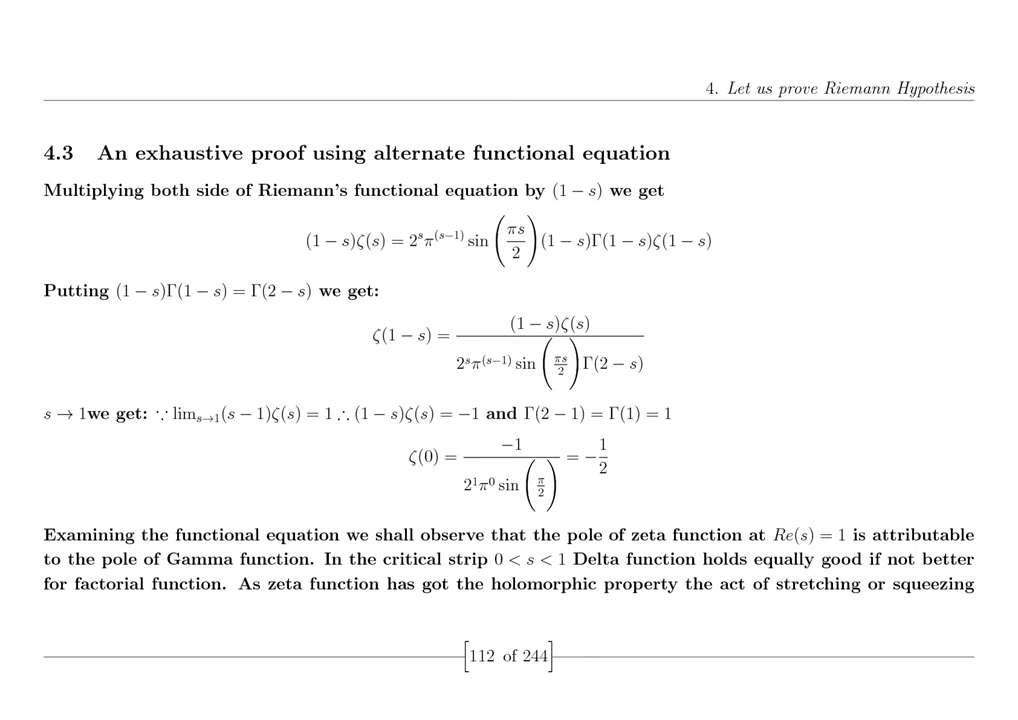 4. Let us prove Riemann Hypothesis
4.3 An exhaustive proof using alternate functional equation
Multiplying both side of Riemann's functional equation by (1 − s) we get
(1 − s)ζ(s) = 2^s π^(s−1) sin(πs/2)(1 − s)Γ(1 − s)ζ(1 − s)
Putting (1 − s)Γ(1 − s) = Γ(2 − s) we get:
ζ(1 − s) = (1 − s)ζ(s) / 2^s π^(s−1) sin(πs/2)Γ(2 − s)
s → 1we get: ∵ lim_{s→1}(s − 1)ζ(s) = 1 ∴ (1 − s)ζ(s) = −1 and Γ(2 − 1) = Γ(1) = 1
ζ(0) = −1 / 2^1 π^0 sin(π/2) = −1/2
Examining the functional equation we shall observe that the pole of zeta function at Re(s) = 1 is attributable
to the pole of Gamma function. In the critical strip 0 < s < 1 Delta function holds equally good if not better
for factorial function. As zeta function has got the holomorphic property the act of stretching or squeezing
[112 of 244]